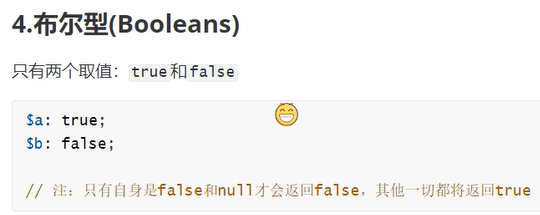 4.布尔型(Booleans)
只有两个取值：true和false
$a: true;
$b: false;
// 注：只有自身是false和null才会返回false，其他一切都将返回true